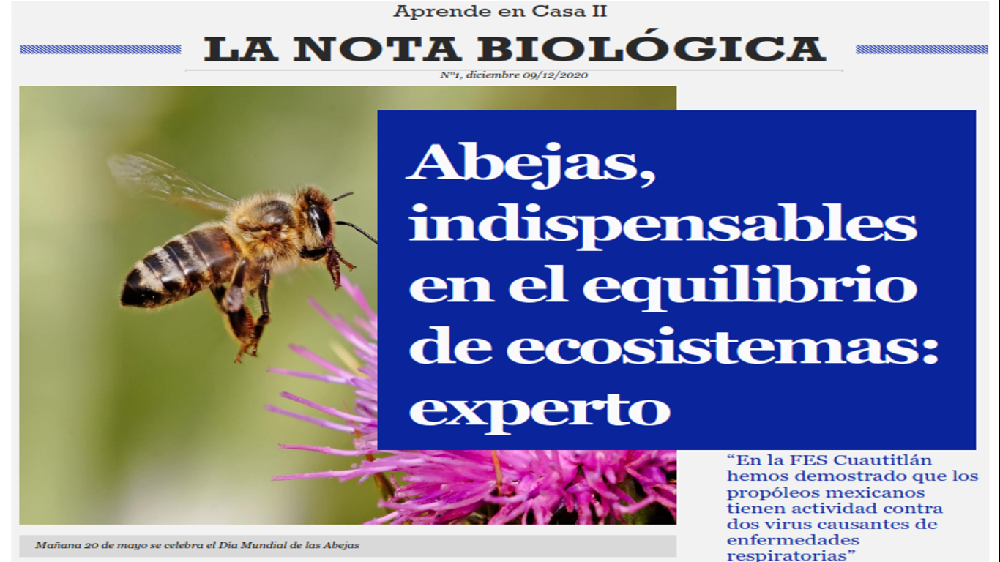 Aprende en Casa II
LA NOTA BIOLÓGICA
Nº1, diciembre 09/12/2020
Abejas,
indispensables
en el equilibrio
de ecosistemas:
experto
“En la FES Cuautitlán
hemos demostrado que los
propóleos mexicanos
tienen actividad contra
dos virus causantes de
enfermedades
respiratorias”
Mañana 20 de mayo se celebra el Día Mundial de las Abejas